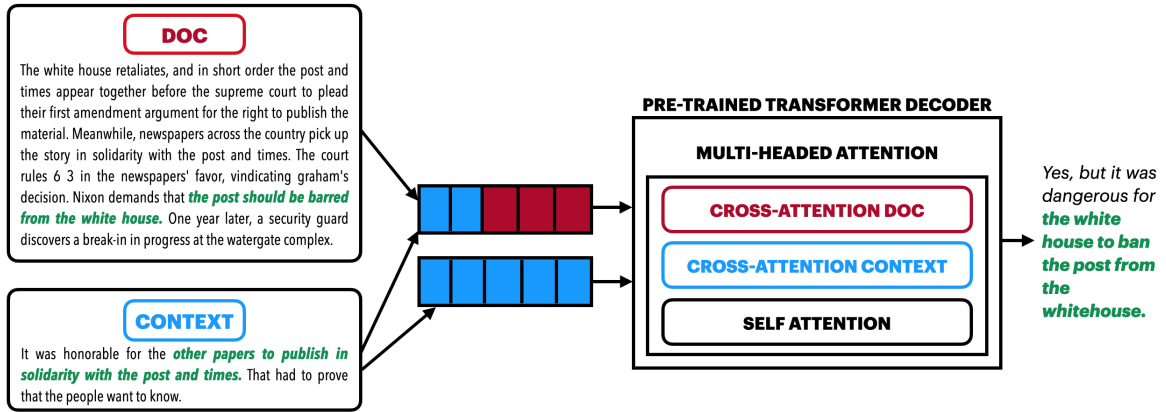 DOC
The white house retaliates, and in short order the post and
times appear together before the supreme court to plead
their first amendment argument for the right to publish the
material. Meanwhile, newspapers across the country pick up
the story in solidarity with the post and times. The court
rules 6 3 in the newspapers' favor, vindicating graham's
decision. Nixon demands that the post should be barred
from the white house. One year later, a security guard
discovers a break-in in progress at the watergate complex.
CONTEXT
It was honorable for the other papers to publish in
solidarity with the post and times. That had to prove
that the people want to know.
PRE-TRAINED TRANSFORMER DECODER
MULTI-HEADED ATTENTION
CROSS-ATTENTION DOC
CROSS-ATTENTION CONTEXT
SELF ATTENTION
Yes, but it was
dangerous for
the white
house to ban
the post from
the
whitehouse.